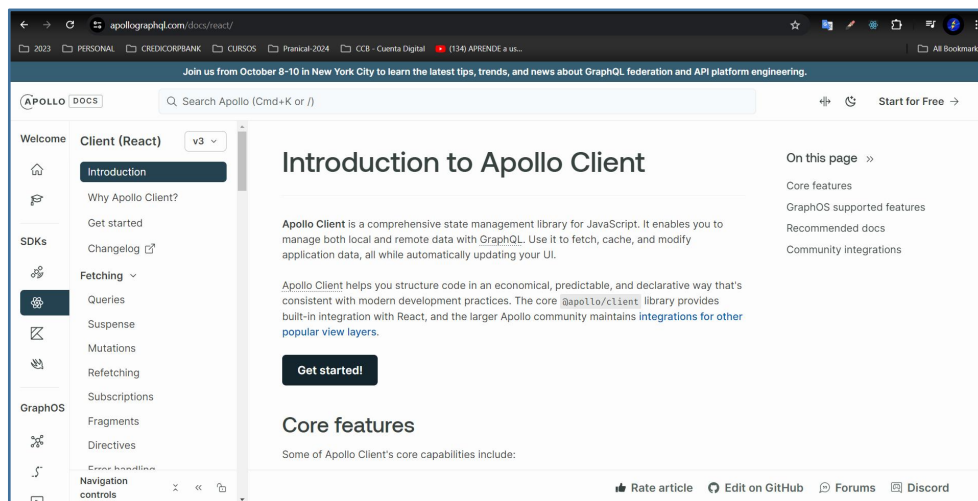 apollographql.com/docs/react/
2023 PERSONAL CREDICORPBANK CURSOS Pranical-2024 CCB - Cuenta Digital (134) APRENDE a us... All Bookmark
Join us from October 8-10 in New York City to learn the latest tips, trends, and news about GraphQL federation and API platform engineering.
APOLLO DOCS
Search Apollo (Cmd+K or /)
Start for Free →
Welcome
SDKs
GraphOS
Client (React) v3
Introduction
Why Apollo Client?
Get started
Changelog
Fetching
Queries
Suspense
Mutations
Refetching
Subscriptions
Fragments
Directives
Error handling
Navigation
controls
Introduction to Apollo Client
Apollo Client is a comprehensive state management library for JavaScript. It enables you to
manage both local and remote data with GraphQL. Use it to fetch, cache, and modify
application data, all while automatically updating your UI.
Apollo Client helps you structure code in an economical, predictable, and declarative way that's
consistent with modern development practices. The core @apollo/client library provides
built-in integration with React, and the larger Apollo community maintains integrations for other
popular view layers.
Get started!
Core features
Some of Apollo Client's core capabilities include:
On this page »
Core features
GraphOS supported features
Recommended docs
Community integrations
Rate article Edit on GitHub Forums Discord